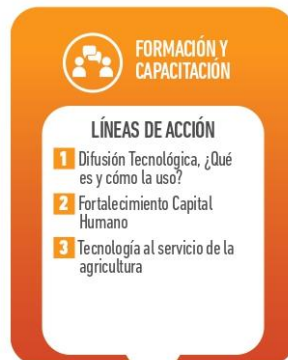 FORMACIÓN Y
CAPACITACIÓN
LÍNEAS DE ACCIÓN
1 Difusión Tecnológica, ¿Qué
es y cómo la uso?
2 Fortalecimiento Capital
Humano
3 Tecnología al servicio de la
agricultura